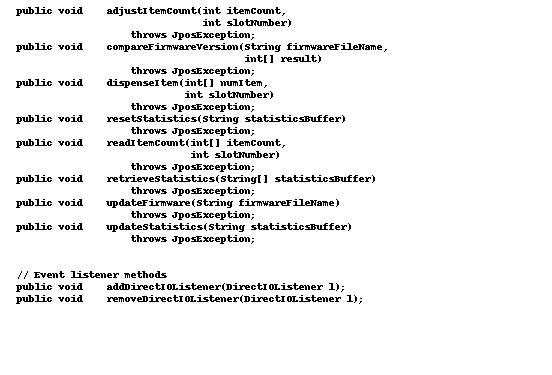 public void    adjustItemCount(int itemCount,
                               int slotNumber)
                   throws JposException;
public void    compareFirmwareVersion(String firmwareFileName,
                                      int[] result)
                   throws JposException;
public void    dispenseItem(int[] numItem,
                            int slotNumber)
                   throws JposException;
public void    resetStatistics(String statisticsBuffer)
                   throws JposException;
public void    readItemCount(int[] itemCount,
                             int slotNumber)
                   throws JposException;
public void    retrieveStatistics(String[] statisticsBuffer)
                   throws JposException;
public void    updateFirmware(String firmwareFileName)
                   throws JposException;
public void    updateStatistics(String statisticsBuffer)
                   throws JposException;
// Event listener methods
public void    addDirectIOListener(DirectIOListener l);
public void    removeDirectIOListener(DirectIOListener l);